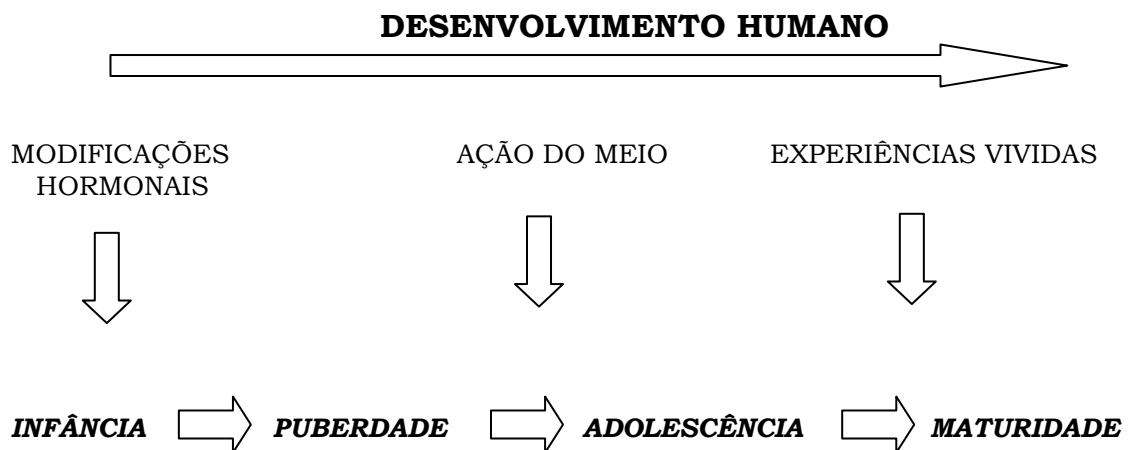 DESENVOLVIMENTO HUMANO
MODIFICAÇÕES HORMONAIS
AÇÃO DO MEIO
EXPERIÊNCIAS VIVIDAS
INFÂNCIA
PUBERDADE
ADOLESCÊNCIA
MATURIDADE